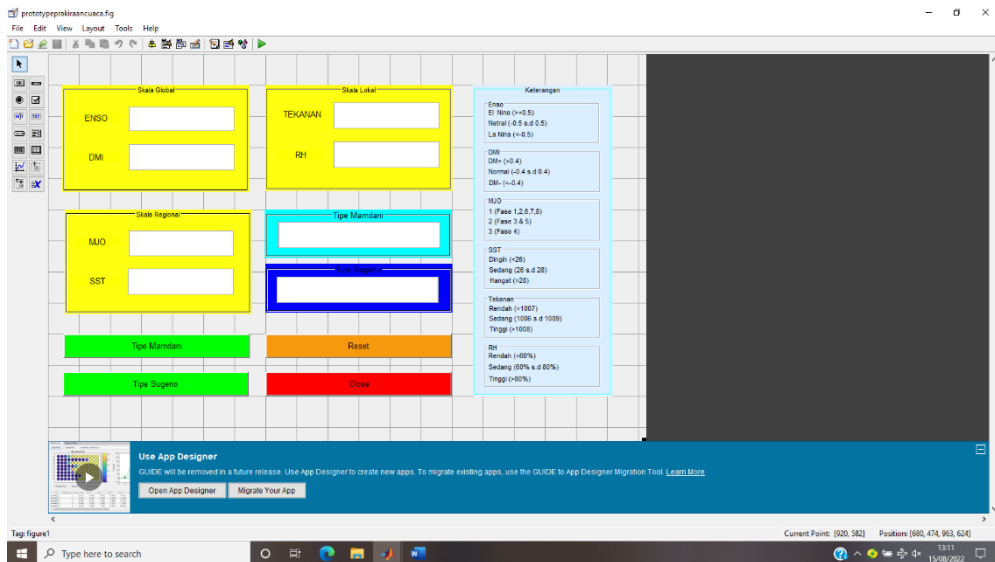 prototypeprakiraancuaca.fig
File Edit View Layout Tools Help
Skala Global
ENSO
DMI
Skala Lokal
TEKANAN
RH
Skala Regional
MJO
SST
Tipe Mamdani
Tipe Sugeno
Tipe Mamdani
Reset
Tipe Sugeno
Close
Keterangan
Enso
El Nino (>+0.5)
Netral (-0.5 s.d 0.5)
La Nina (<-0.5)
DMI
DM+ (>0.4)
Normal (-0.4 s.d 0.4)
DM- (<-0.4)
MJO
1 (Fase 1,2,6,7,8)
2 (Fase 3 & 5)
3 (Fase 4)
SST
Dingin (<26)
Sedang (26 s.d 28)
Hangat (>28)
Tekanan
Rendah (<1007)
Sedang (1006 s.d 1009)
Tinggi (>1008)
RH
Rendah (<60%)
Sedang (60% s.d 80%)
Tinggi (>80%)
Use App Designer
GUIDE will be removed in a future release. Use App Designer to create new apps. To migrate existing apps, use the GUIDE to App Designer Migration Tool. Learn More
Open App Designer Migrate Your App
Tag: figure1
Current Point: [920, 582] Position: [680, 474, 963, 624]
Type here to search
13:11
15/08/2022